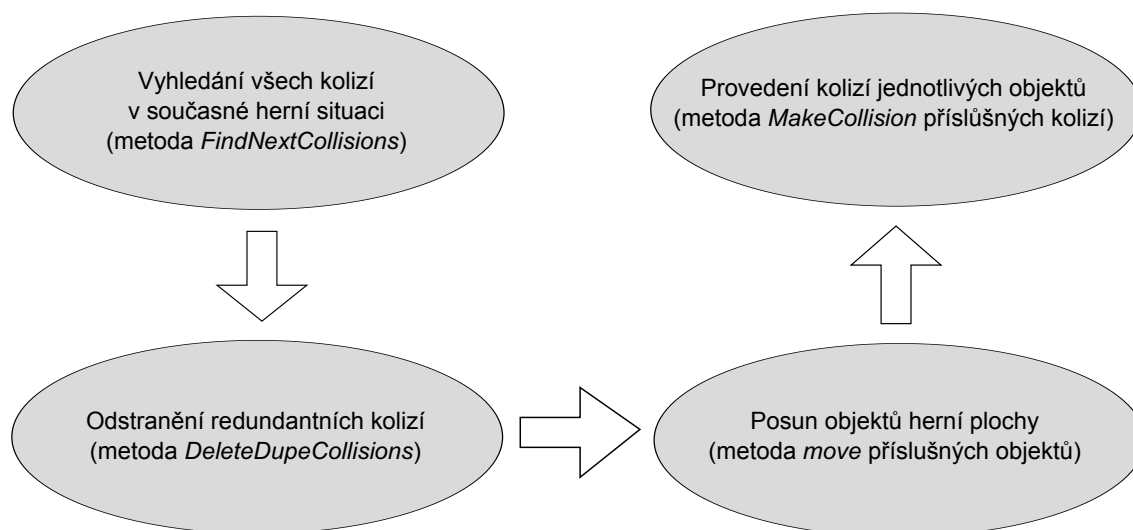 Vyhledání všech kolizí
v současné herní situaci
(metoda FindNextCollisions)
Odstranění redundantních kolizí
(metoda DeleteDupeCollisions)
Posun objektů herní plochy
(metoda move příslušných objektů)
Provedení kolizí jednotlivých objektů
(metoda MakeCollision příslůšných kolizí)